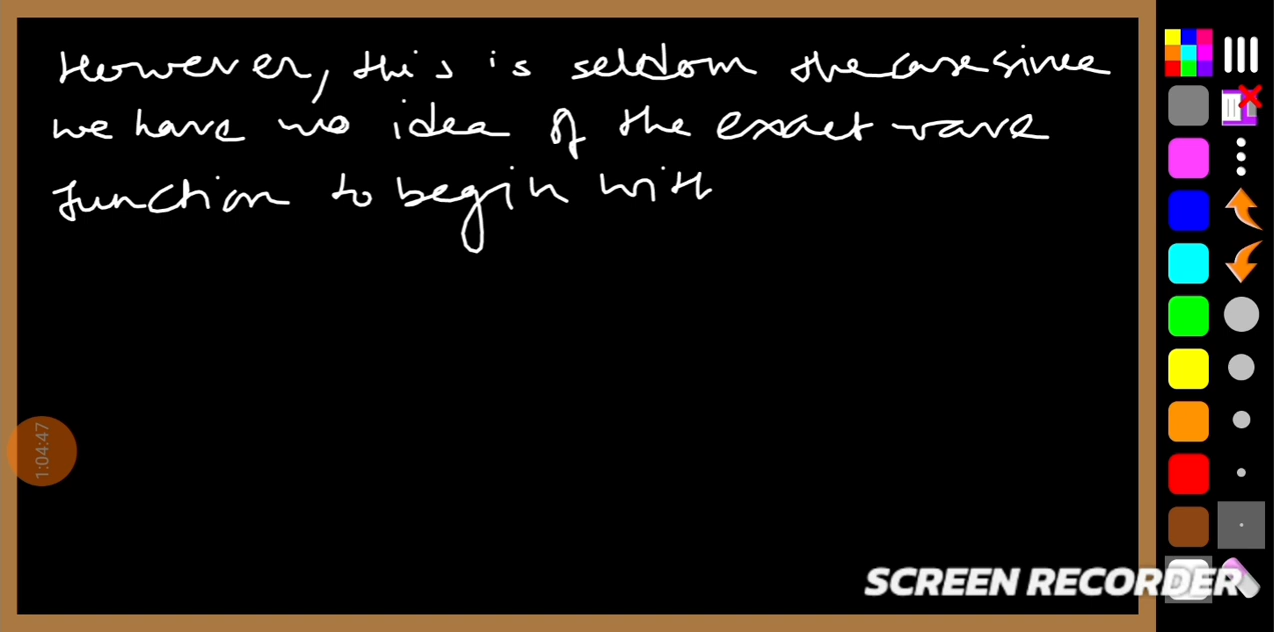 However, this is seldom the case since
we have no idea of the exact wave
function to begin with
1:04:47
SCREEN RECORDER